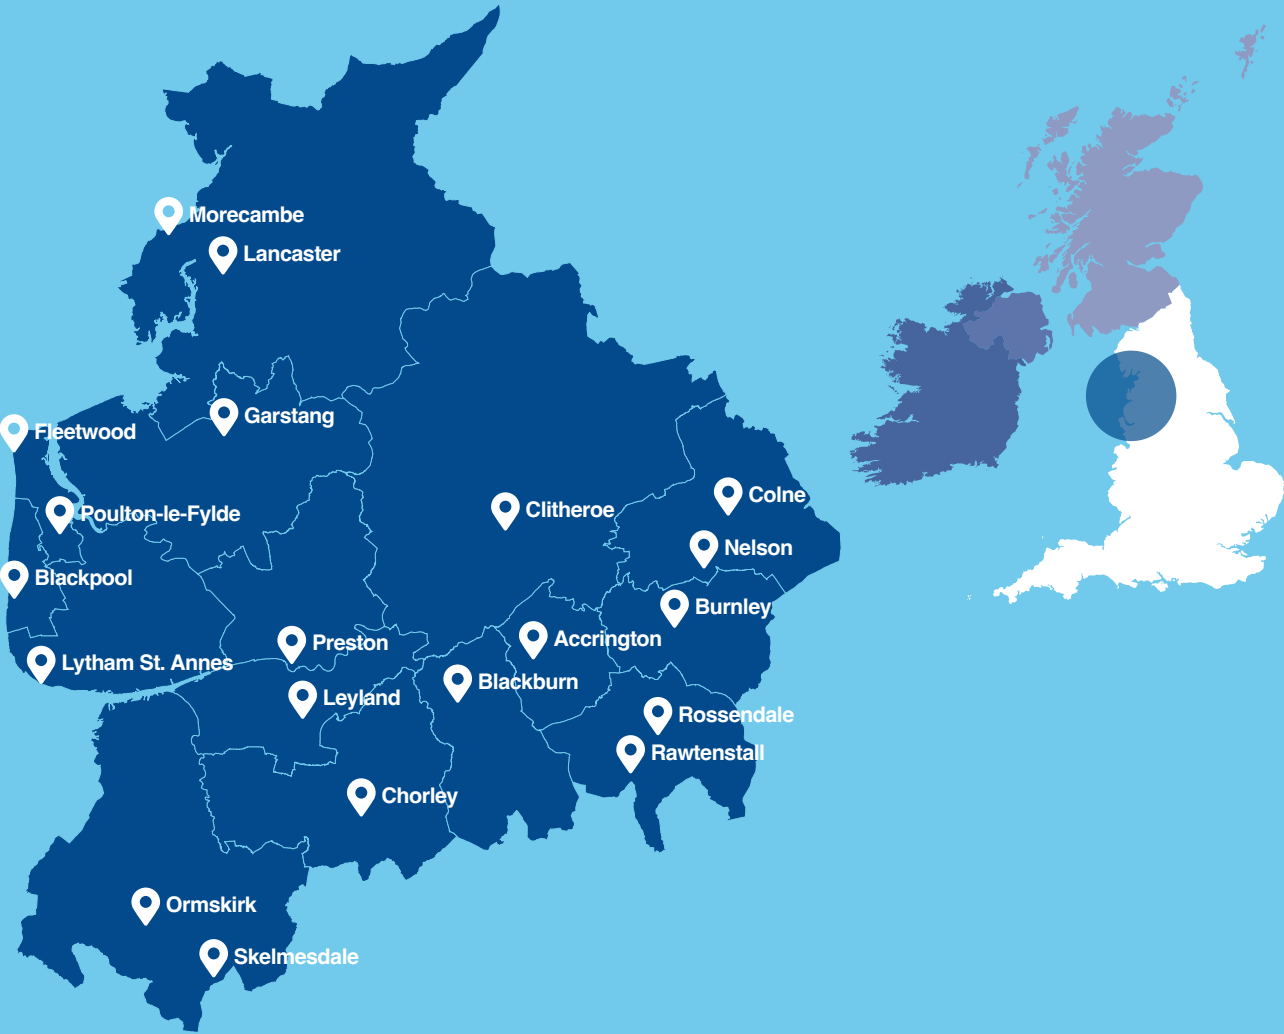 Morecambe
Lancaster
Garstang
Fleetwood
Colne
Clitheroe
Poulton-le-Fylde
Nelson
Blackpool
Burnley
Accrington
Preston
Lytham St. Annes
Blackburn
Leyland
Rossendale
Rawtenstall
Chorley
Ormskirk
Skelmesdale